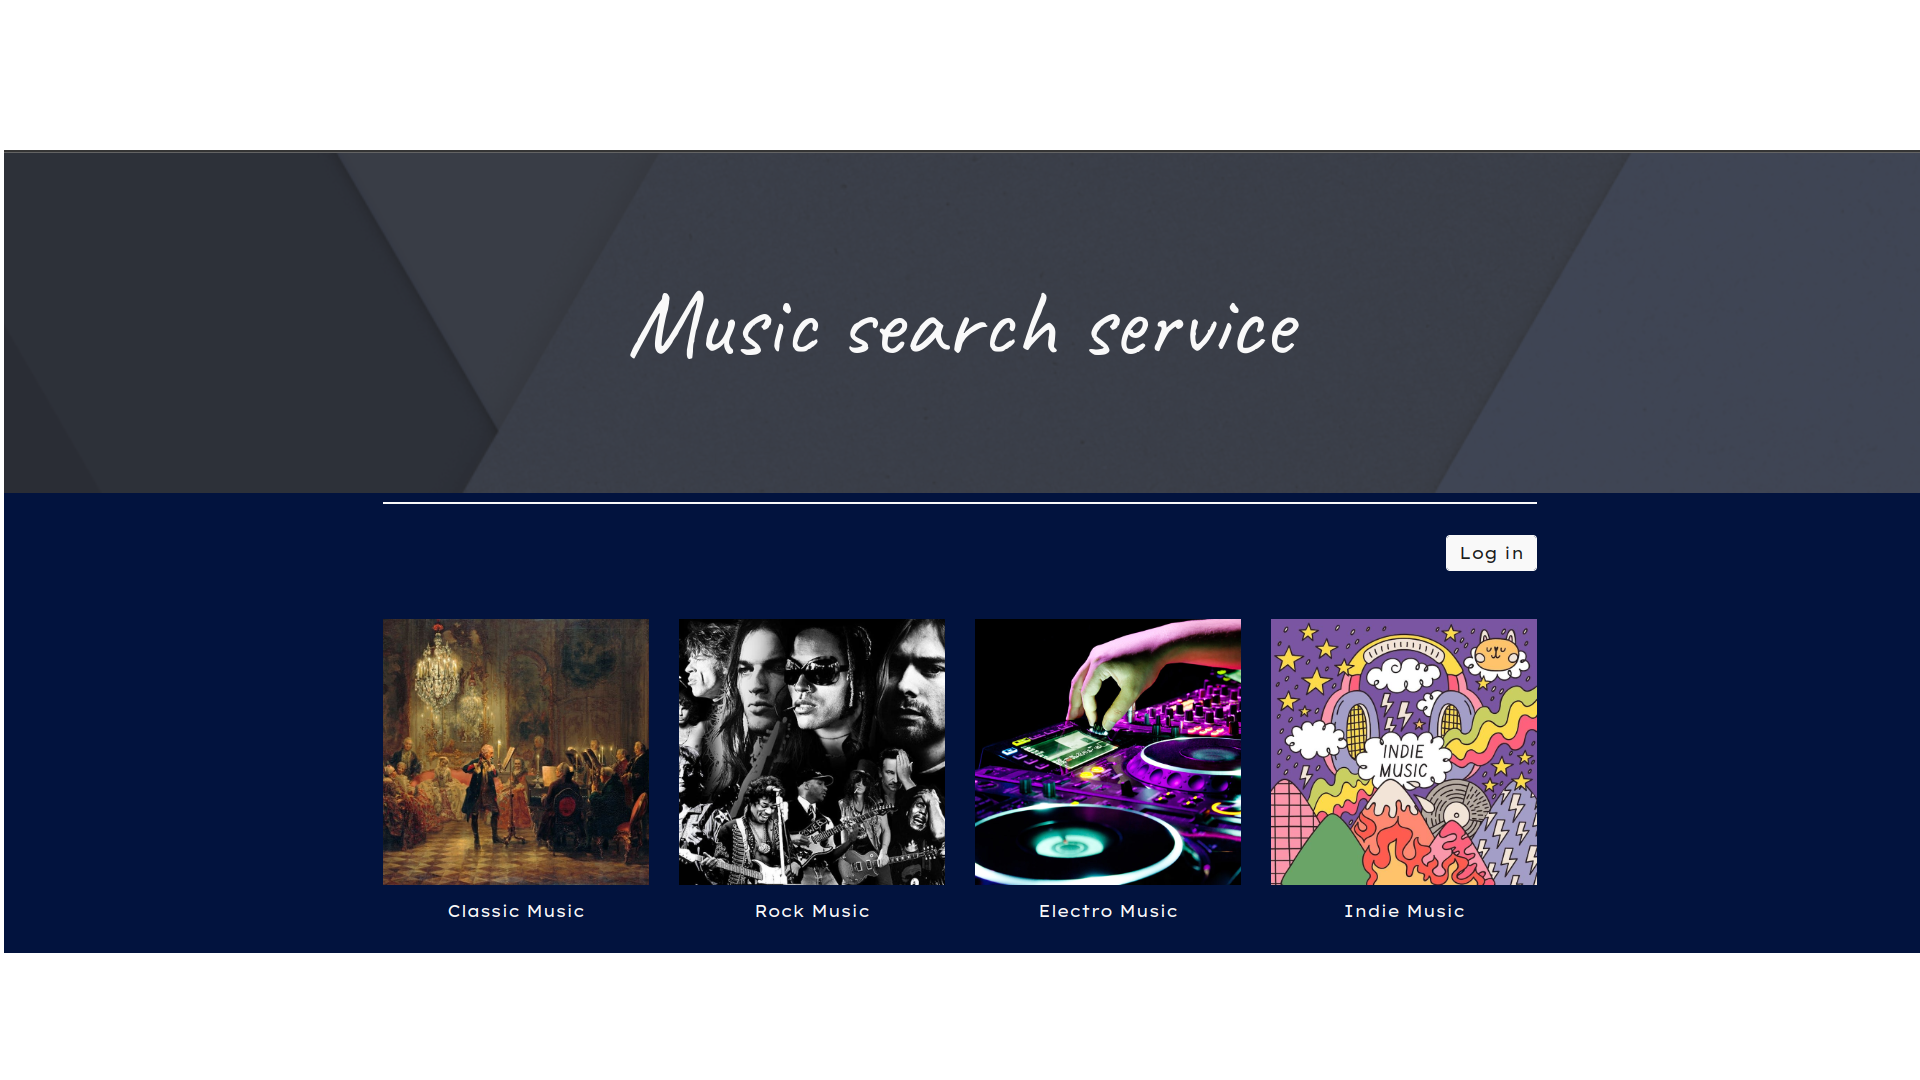 Music search service
Log in
INDIE
MUSIC
Classic Music
Rock Music
Electro Music
Indie Music